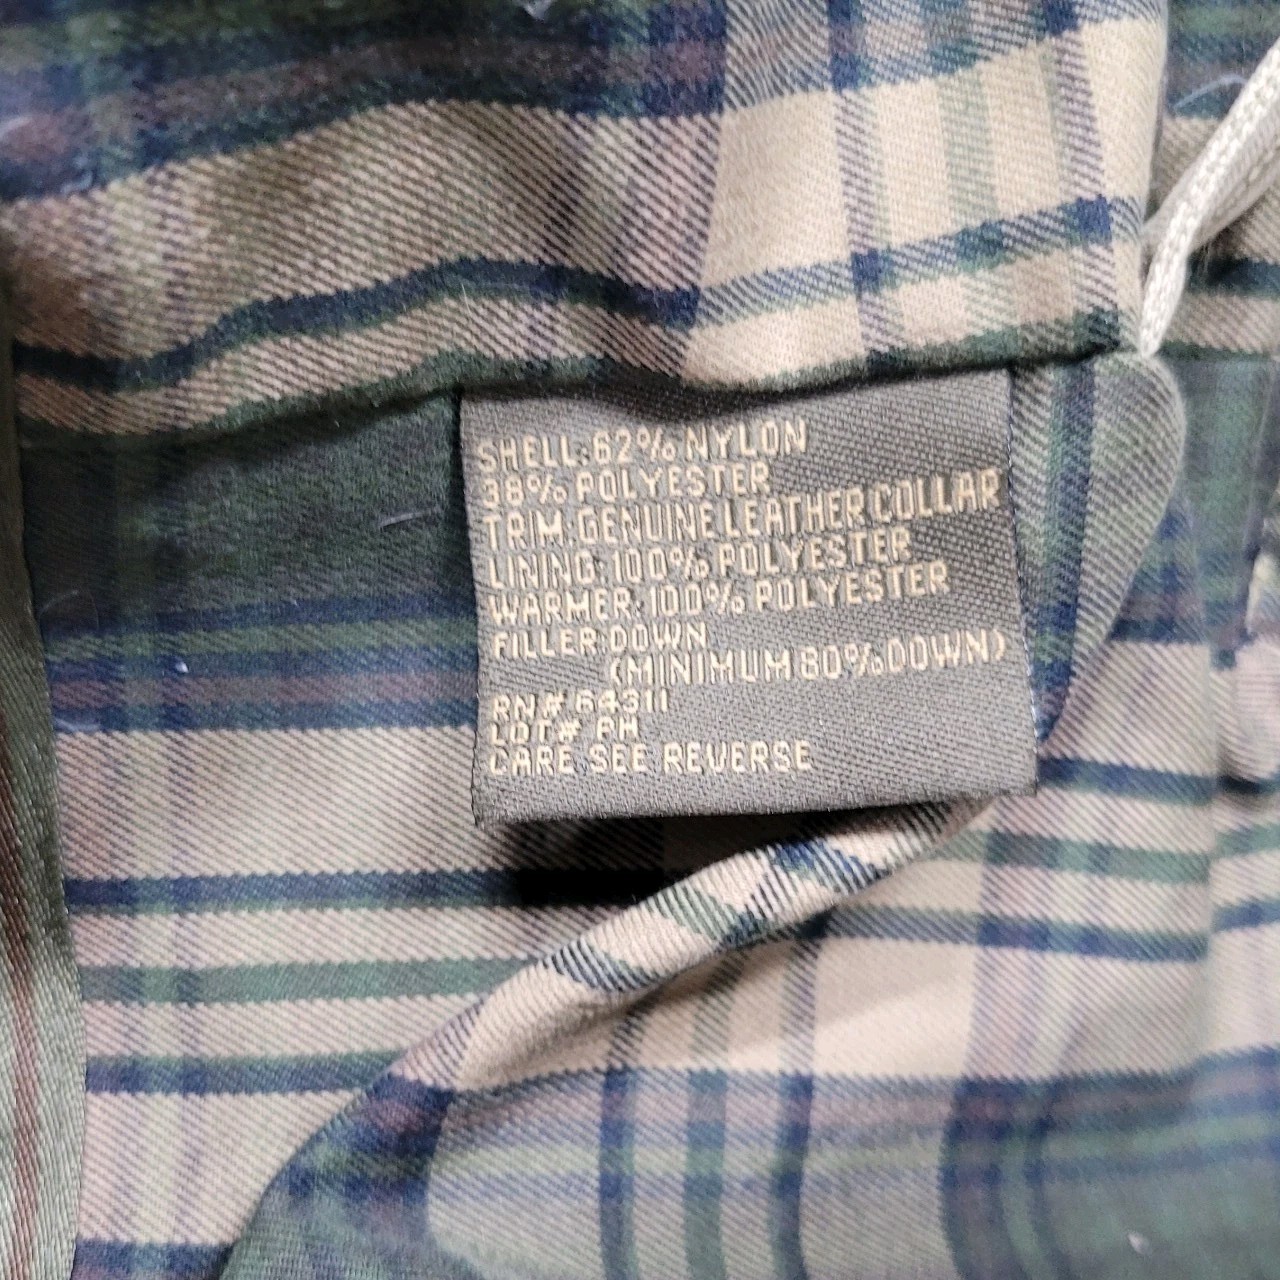 SHELL:62% NYLON
38% POLYESTER
TRIM:GENUINE LEATHER COLLAR
LINING:100% POLYESTER
WARMER:100% POLYESTER
FILLER:DOWN
(MINIMUM 80% DOWN)
RN# 64311
LOT# PH
CARE SEE REVERSE